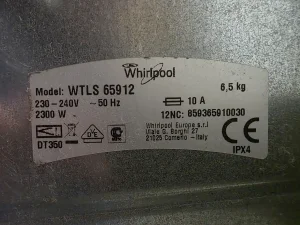 Whirlpool
Model: WTLS 65912 6,5 kg
230-240V ~50 Hz 10 A
2300 W 12NC: 859365910030
Whirlpool Europe s.r.l
Viale G. Borghi 27
21025 Comerio - Italy
DT350 IPX4